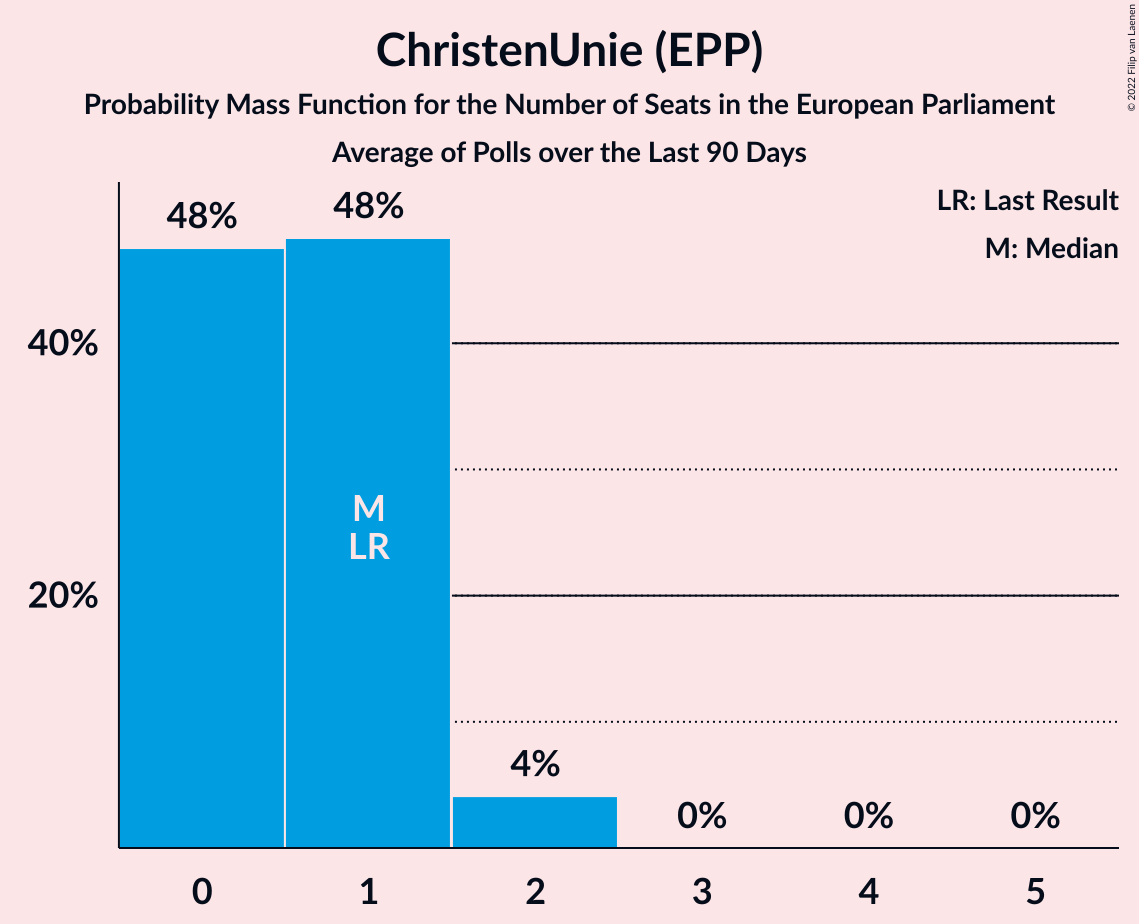 ChristenUnie (EPP)
Probability Mass Function for the Number of Seats in the European Parliament
Average of Polls over the Last 90 Days
© 2022 Filip van Laenen
LR: Last Result
M: Median
48%
48%
40%
M
LR
20%
4%
0%
0%
0%
0
1
2
3
4
5